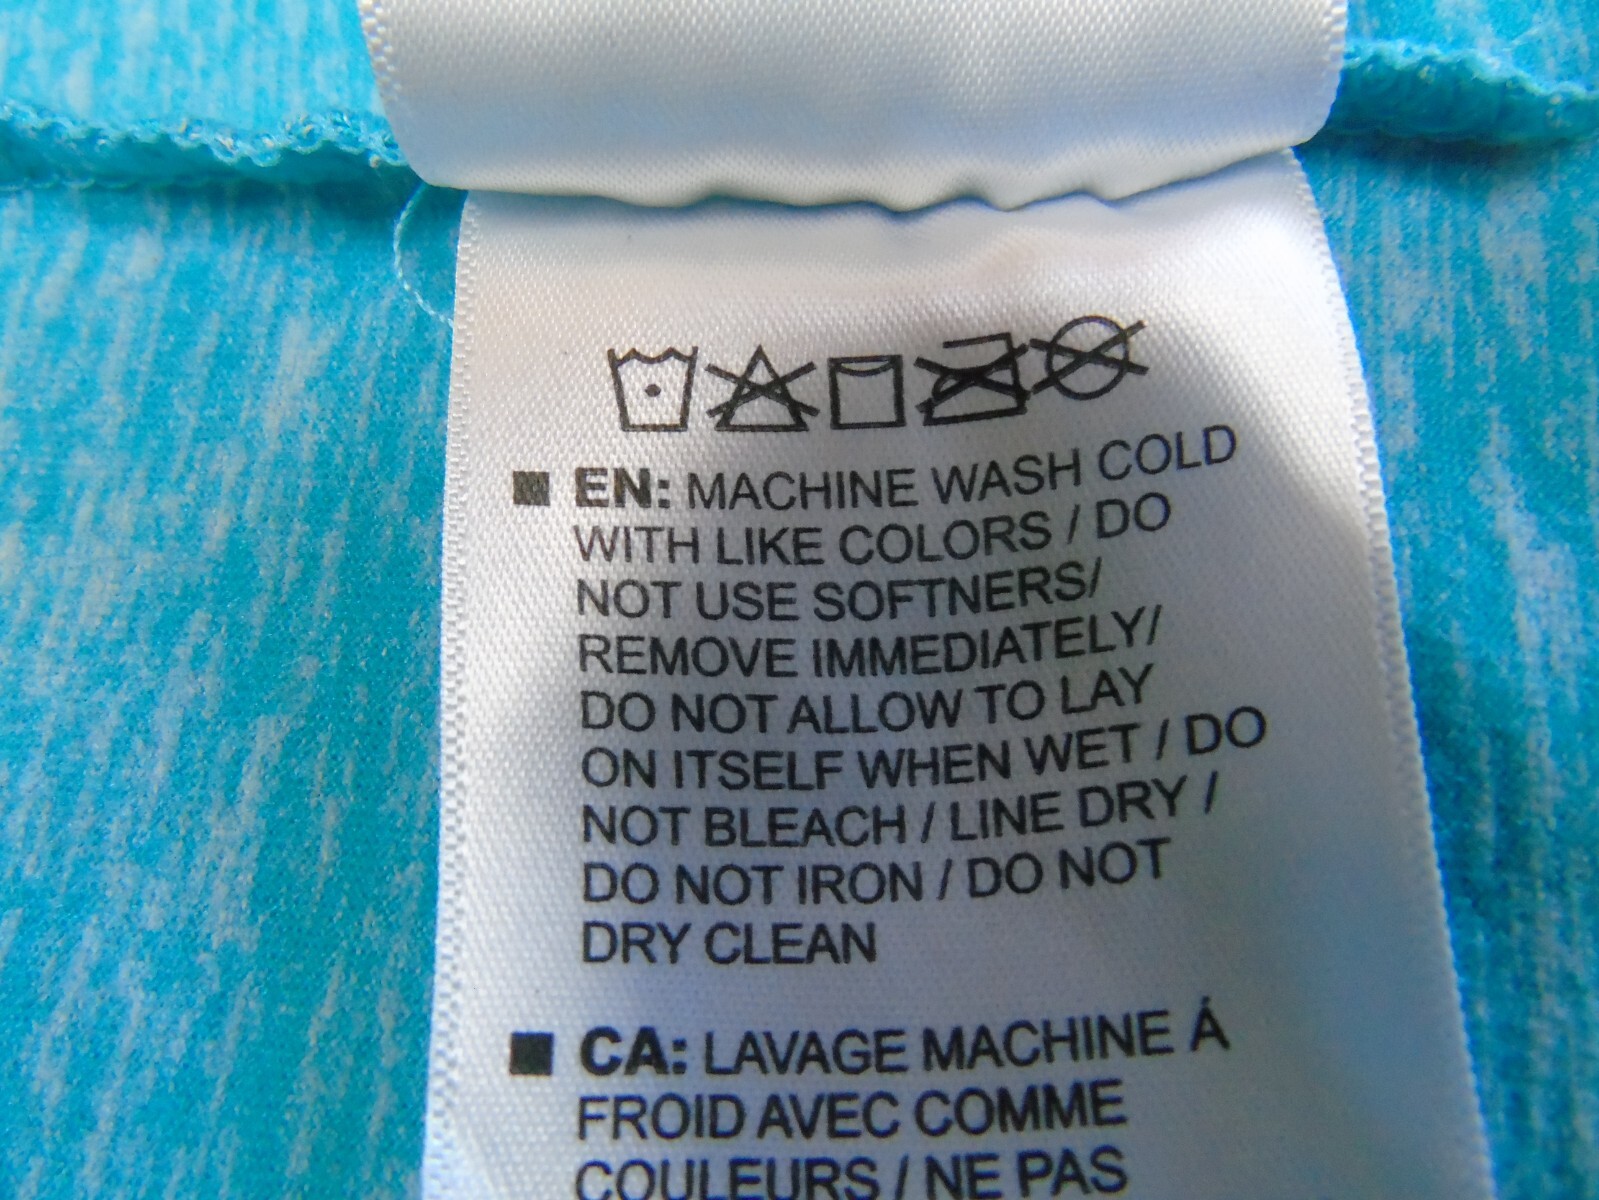 EN: MACHINE WASH COLD
WITH LIKE COLORS / DO
NOT USE SOFTNERS/
REMOVE IMMEDIATELY/
DO NOT ALLOW TO LAY
ON ITSELF WHEN WET / DO
NOT BLEACH / LINE DRY /
DO NOT IRON / DO NOT
DRY CLEAN
CA: LAVAGE MACHINE Á
FROID AVEC COMME
COULEURS / NE PAS